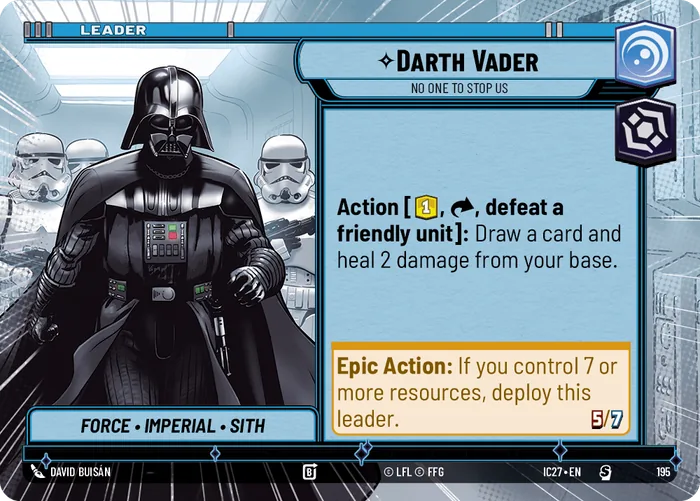 LEADER
✧DARTH VADER
NO ONE TO STOP US
Action [1, , defeat a
friendly unit]: Draw a card and
heal 2 damage from your base.
Epic Action: If you control 7 or
more resources, deploy this
leader.
5/7
FORCE • IMPERIAL • SITH
DAVID BUISÁN
B
© LFL © FFG
IC27•EN
S
195